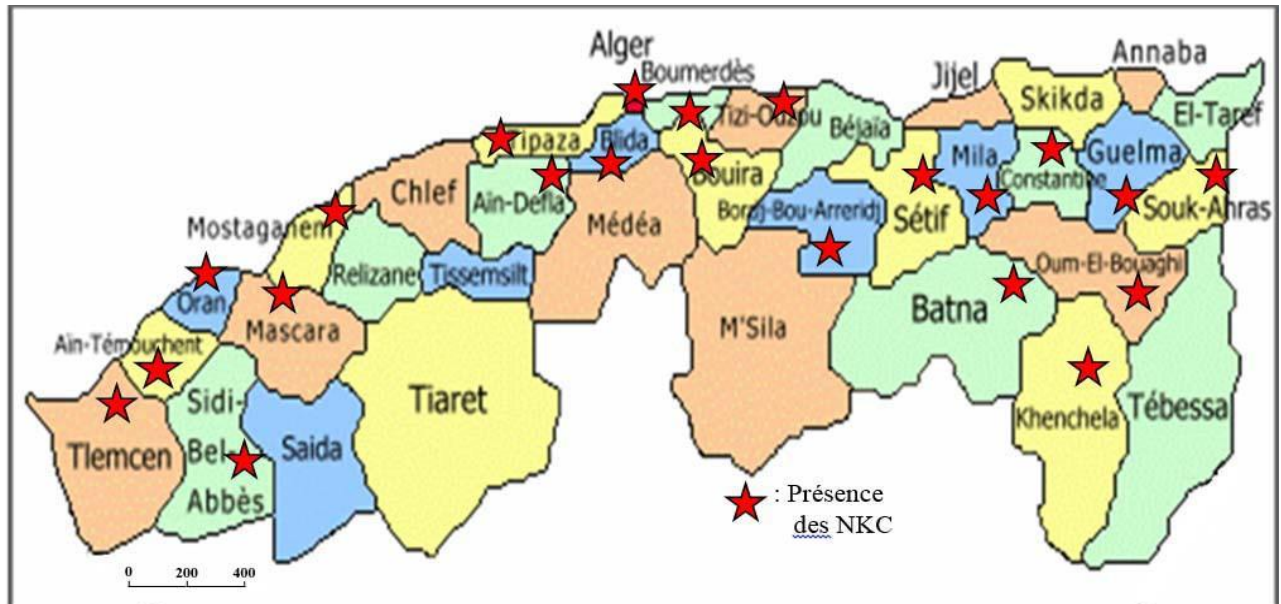 Alger
Boumerdès
Annaba
Jijel
Skikda
Tizi-Ouzou
Béjaïa
El-Taref
Tipaza
Blida
Mila
Guelma
Constantine
Bouira
Chlef
Aïn-Defla
Bordj-Bou-Arreridj
Sétif
Souk-Ahras
Mostaganem
Médéa
Relizane
Tissemsilt
Oum-El-Bouaghi
Oran
Mascara
M'Sila
Batna
Aïn-Témouchent
Tiaret
Khenchela
Tébessa
Tlemcen
Sidi-
Bel-
Abbès
Saida
: Présence
des NKC
0 200 400